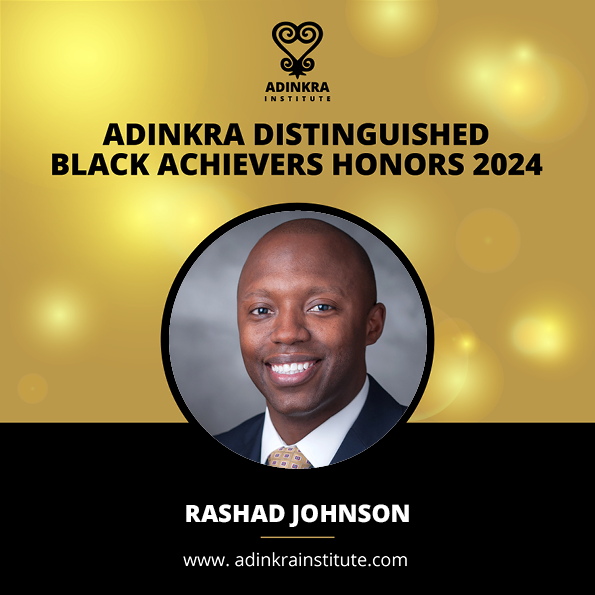 ADINKRA
INSTITUTE
ADINKRA DISTINGUISHED
BLACK ACHIEVERS HONORS 2024
RASHAD JOHNSON
www. adinkrainstitute.com